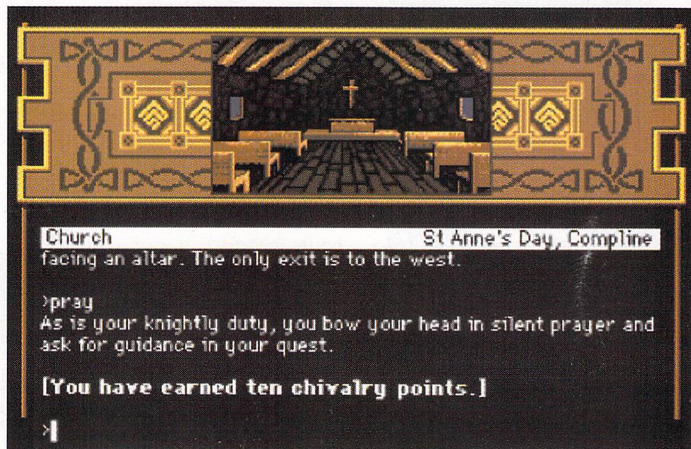 Church St Anne's Day, Compline
facing an altar. The only exit is to the west.
>pray
As is your knightly duty, you bow your head in silent prayer and
ask for guidance in your quest.
[You have earned ten chivalry points.]
>